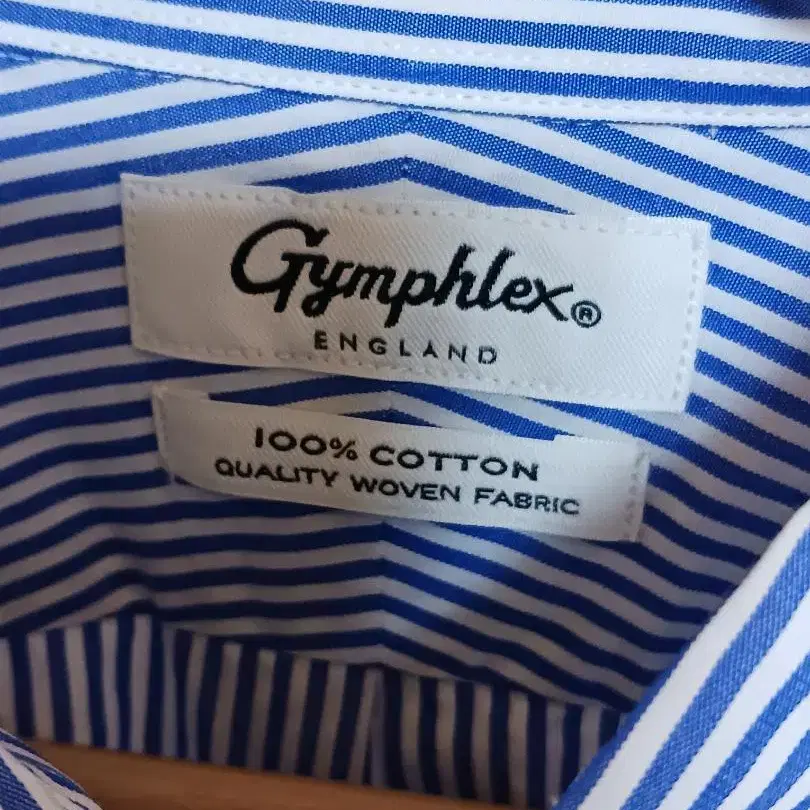 Gymphlex®
ENGLAND
100% COTTON
QUALITY WOVEN FABRIC